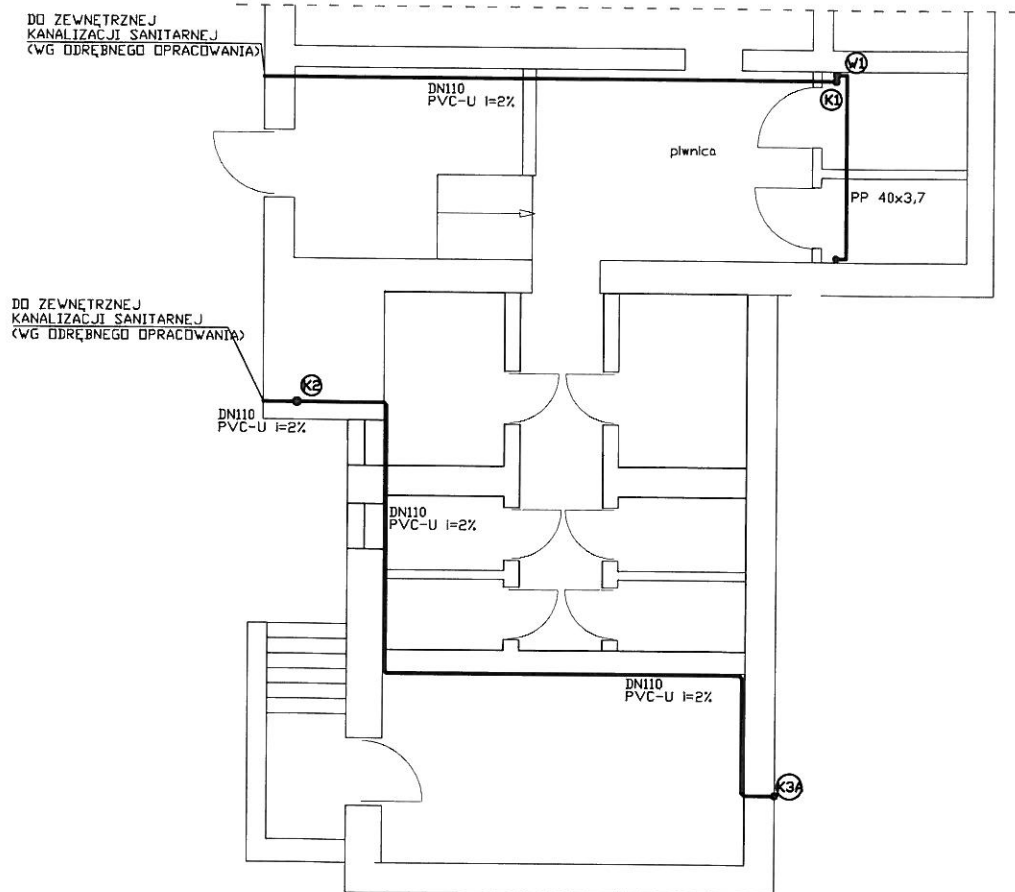 DO ZEWNĘTRZNEJ
KANALIZACJI SANITARNEJ
(WG ODRĘBNEGO OPRACOWANIA)
W1
DN110
PVC-U i=2%
K1
piwnica
PP 40x3,7
DO ZEWNĘTRZNEJ
KANALIZACJI SANITARNEJ
(WG ODRĘBNEGO OPRACOWANIA)
K2
DN110
PVC-U i=2%
DN110
PVC-U i=2%
DN110
PVC-U i=2%
K3A